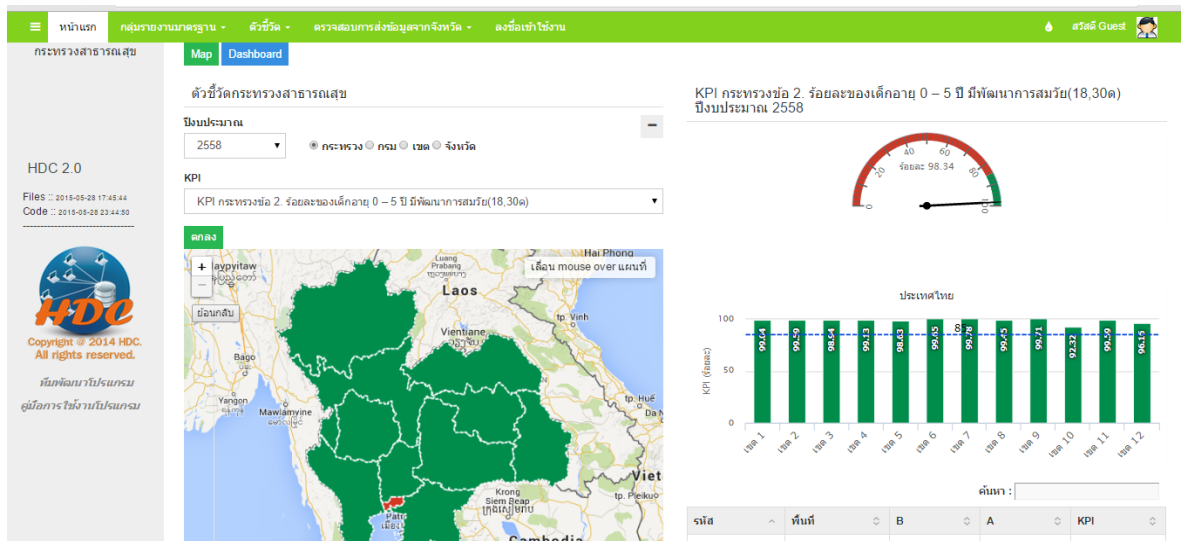 หน้าแรก กลุ่มรายงานมาตรฐาน ตัวชี้วัด ตรวจสอบการส่งข้อมูลจากจังหวัด ลงชื่อเข้าใช้งาน สวัสดี Guest
กระทรวงสาธารณสุข
Map Dashboard
ตัวชี้วัดกระทรวงสาธารณสุข
ปีงบประมาณ
2558 กระทรวง กรม เขต จังหวัด
KPI
KPI กระทรวงข้อ 2. ร้อยละของเด็กอายุ 0 – 5 ปี มีพัฒนาการสมวัย(18,30ด)
ตกลง
HDC 2.0
Files :: 2015-05-28 17:45:44
Code :: 2015-05-28 23:44:50
HDC
Copyright © 2014 HDC.
All rights reserved.
ทีมพัฒนาโปรแกรม
คู่มือการใช้งานโปรแกรม
+
−
ย้อนกลับ
เลื่อน mouse over แผนที่
Hai Phong
Luang
Prabang
Laos
tp. Vinh
Vientiane
Bago
Yangon
Mawlamyine
tp. Huế
Da N
Viet
tp. Pleiku
Krong
Siem Reap
Cambodia
KPI กระทรวงข้อ 2. ร้อยละของเด็กอายุ 0 – 5 ปี มีพัฒนาการสมวัย(18,30ด)
ปีงบประมาณ 2558
0 20 40 60 80 100
ร้อยละ 98.34
ประเทศไทย
KPI (ร้อยละ)
100
50
0
85
99.04 99.59 98.54 99.13 98.63 99.45 99.78 99.45 99.71 92.32 99.59 96.15
เขต 1 เขต 2 เขต 3 เขต 4 เขต 5 เขต 6 เขต 7 เขต 8 เขต 9 เขต 10 เขต 11 เขต 12
ค้นหา :
รหัส พื้นที่ B A KPI